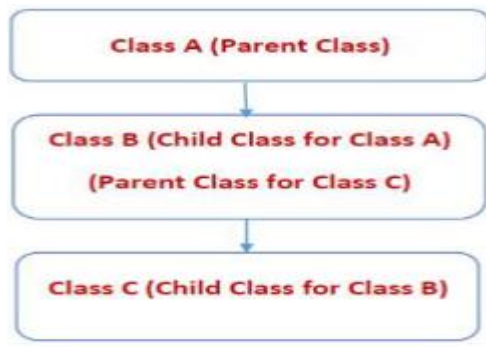 Class A (Parent Class)
Class B (Child Class for Class A)
(Parent Class for Class C)
Class C (Child Class for Class B)